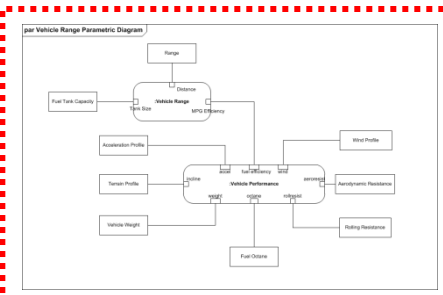 par Vehicle Range Parametric Diagram
Range
Distance
Fuel Tank Capacity
:Vehicle Range
Tank Size
MPG Efficiency
Acceleration Profile
Wind Profile
accel
fuel efficiency
wind
Terrain Profile
incline
Vehicle Performance
aeroresist
Aerodynamic Resistance
weight
octane
rollresist
Vehicle Weight
Rolling Resistance
Fuel Octane